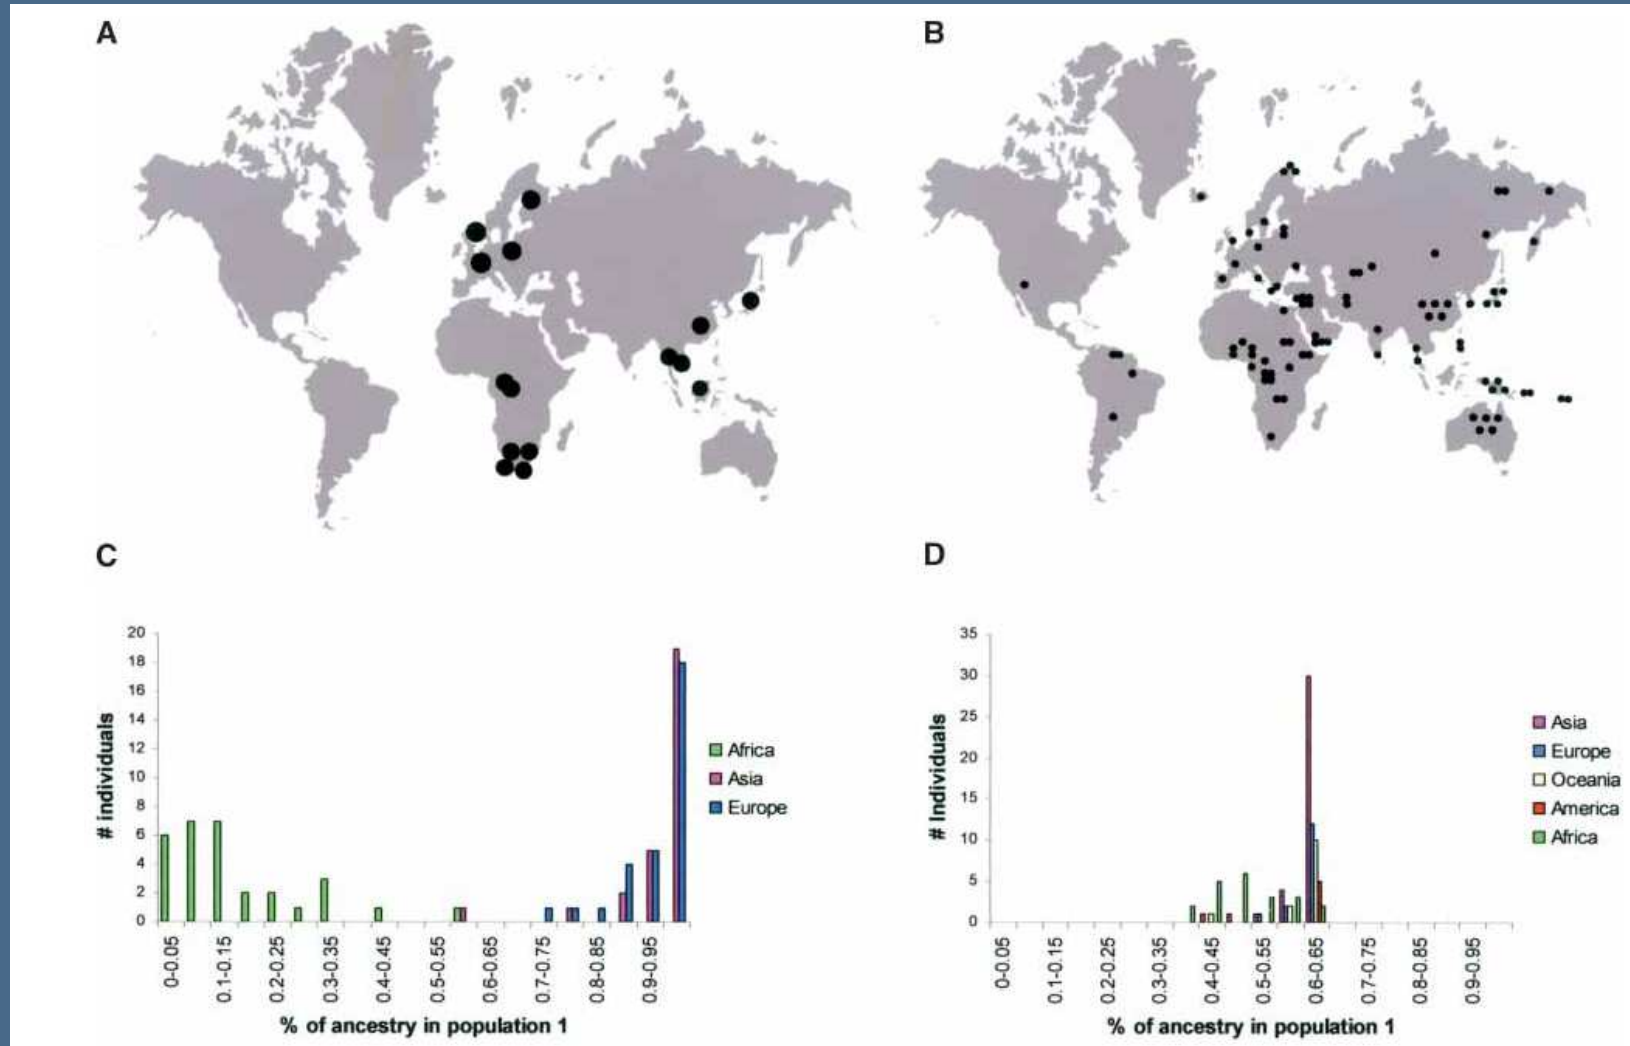 A
B
C
# individuals
20
18
16
14
12
10
8
6
4
2
0
0-0.05
0.1-0.15
0.2-0.25
0.3-0.35
0.4-0.45
0.5-0.55
0.6-0.65
0.7-0.75
0.8-0.85
0.9-0.95
% of ancestry in population 1
Africa
Asia
Europe
D
# Individuals
35
30
25
20
15
10
5
0
0-0.05
0.1-0.15
0.2-0.25
0.3-0.35
0.4-0.45
0.5-0.55
0.6-0.65
0.7-0.75
0.8-0.85
0.9-0.95
% of ancestry in population 1
Asia
Europe
Oceania
America
Africa